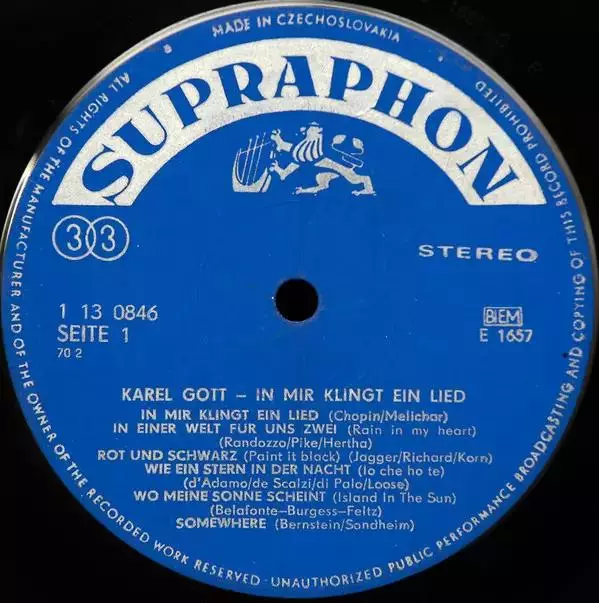 MADE IN CZECHOSLOVAKIA
ALL RIGHTS OF THE MANUFACTURER AND OF THE OWNER OF THE RECORDED WORK RESERVED - UNAUTHORIZED PUBLIC PERFORMANCE BROADCASTING AND COPYING OF THIS RECORD PROHIBITED
SUPRAPHON
33
STEREO
1 13 0846
SEITE 1
70 2
BIEM
E 1657
KAREL GOTT – IN MIR KLINGT EIN LIED
IN MIR KLINGT EIN LIED (Chopin/Melichar)
IN EINER WELT FÜR UNS ZWEI (Rain in my heart)
(Randozzo/Pike/Hertha)
ROT UND SCHWARZ (Paint it black) (Jagger/Richard/Korn)
WIE EIN STERN IN DER NACHT (Io che ho te)
(d'Adamo/de Scalzi/di Palo/Loose)
WO MEINE SONNE SCHEINT (Island In The Sun)
(Belafonte–Burgess–Feltz)
SOMEWHERE (Bernstein/Sondheim)